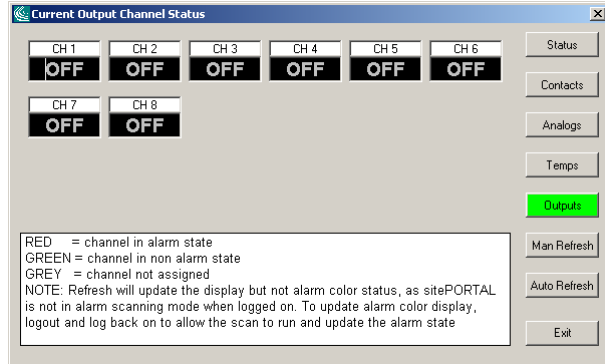 Current Output Channel Status
CH 1 CH 2 CH 3 CH 4 CH 5 CH 6
OFF OFF OFF OFF OFF OFF
CH 7 CH 8
OFF OFF
Status
Contacts
Analogs
Temps
Outputs
Man Refresh
Auto Refresh
Exit
RED = channel in alarm state
GREEN = channel in non alarm state
GREY = channel not assigned
NOTE: Refresh will update the display but not alarm color status, as sitePORTAL
is not in alarm scanning mode when logged on. To update alarm color display,
logout and log back on to allow the scan to run and update the alarm state